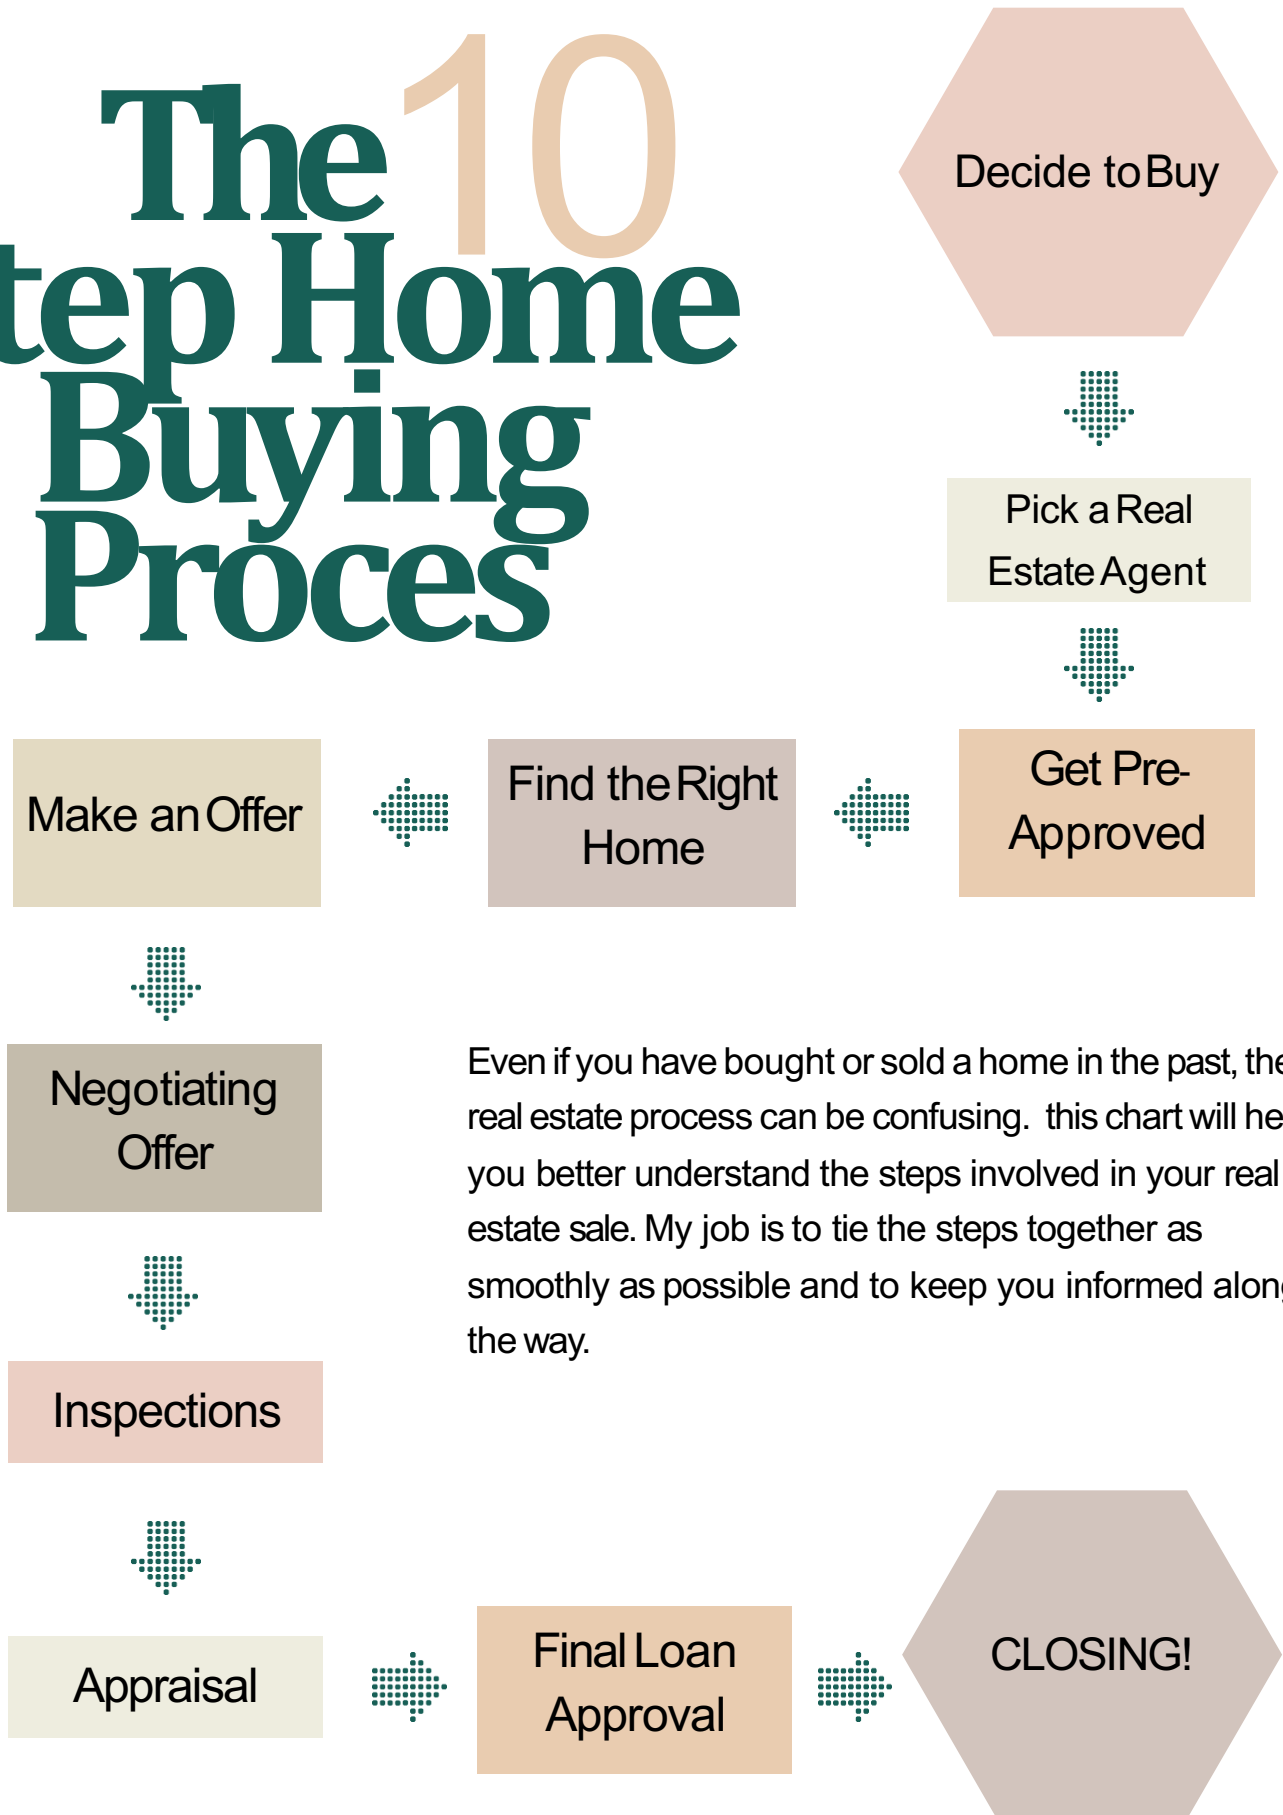 The 10
tep Home
Buying
Proces
Decide to Buy
Pick a Real
Estate Agent
Get Pre-
Approved
Find the Right
Home
Make an Offer
Negotiating
Offer
Inspections
Appraisal
Final Loan
Approval
CLOSING!
Even if you have bought or sold a home in the past, the
real estate process can be confusing. this chart will he
you better understand the steps involved in your real
estate sale. My job is to tie the steps together as
smoothly as possible and to keep you informed along
the way.